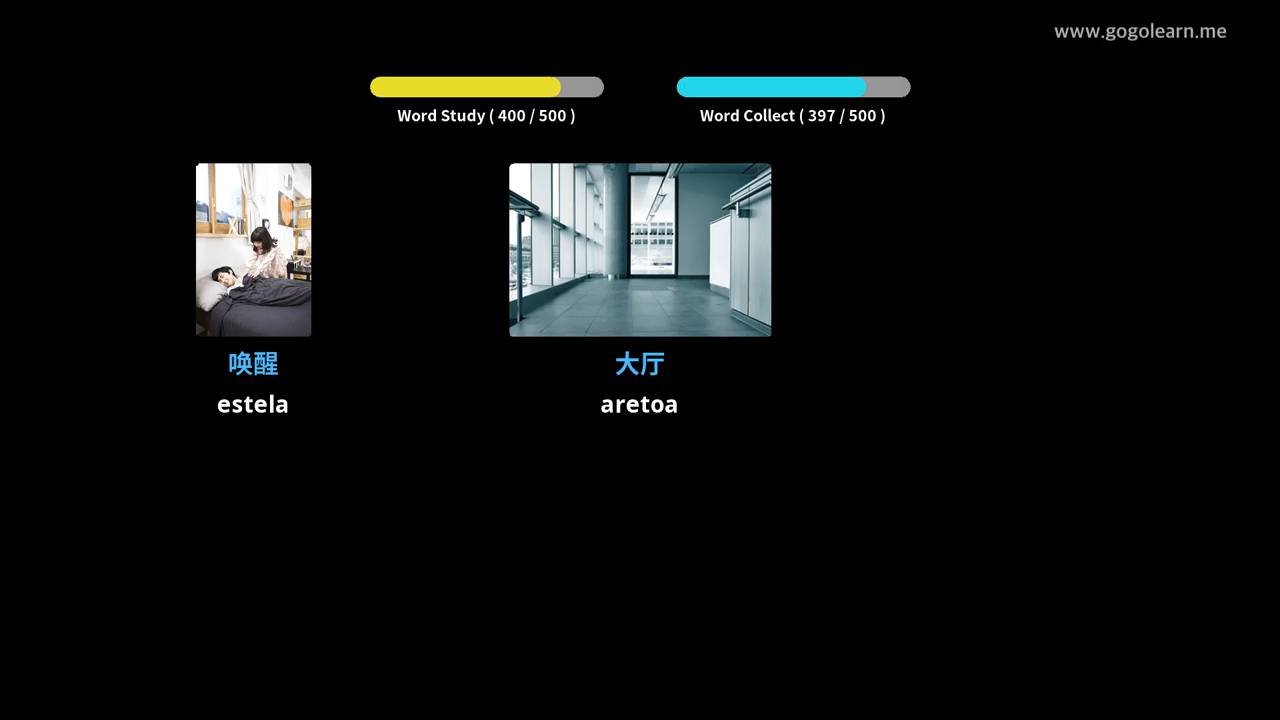 www.gogolearn.me
Word Study ( 400 / 500 )
Word Collect ( 397 / 500 )
唤醒
estela
大厅
aretoa